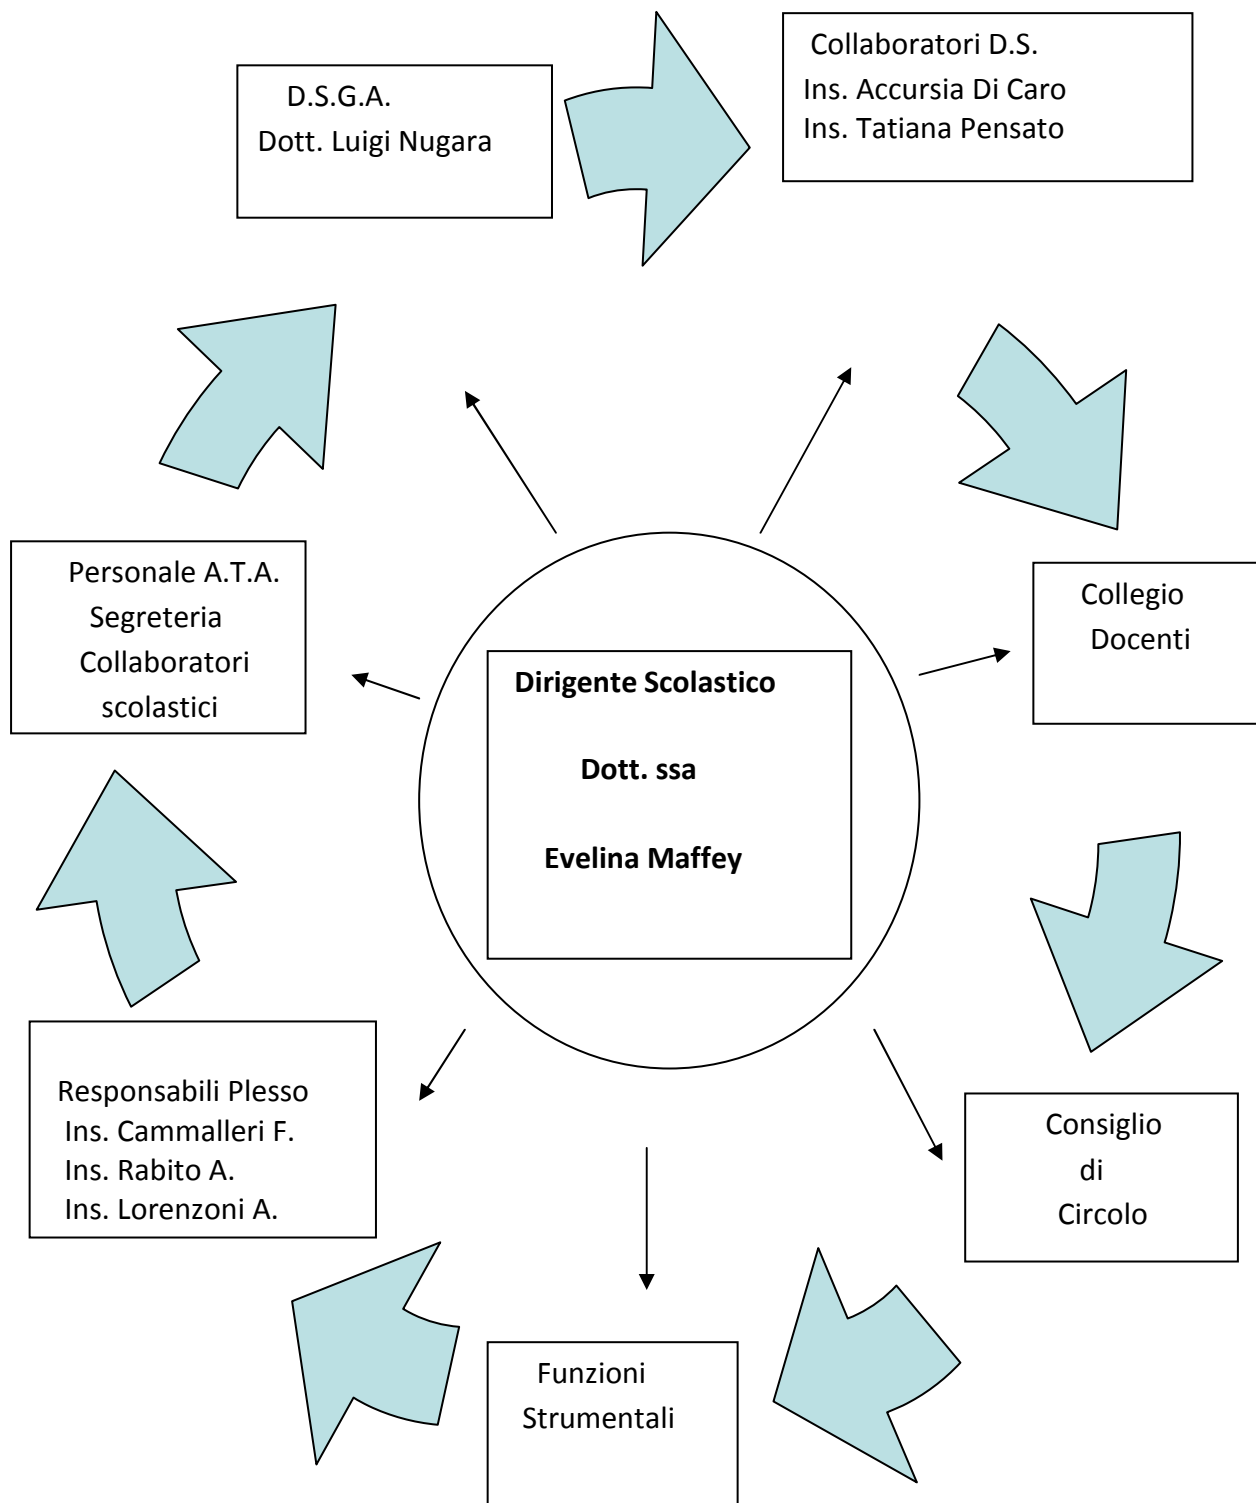 D.S.G.A.
Dott. Luigi Nugara
Collaboratori D.S.
Ins. Accursia Di Caro
Ins. Tatiana Pensato
Personale A.T.A.
Segreteria
Collaboratori
scolastici
Collegio
Docenti
Dirigente Scolastico
Dott. ssa
Evelina Maffey
Responsabili Plesso
Ins. Cammalleri F.
Ins. Rabito A.
Ins. Lorenzoni A.
Consiglio
di
Circolo
Funzioni
Strumentali